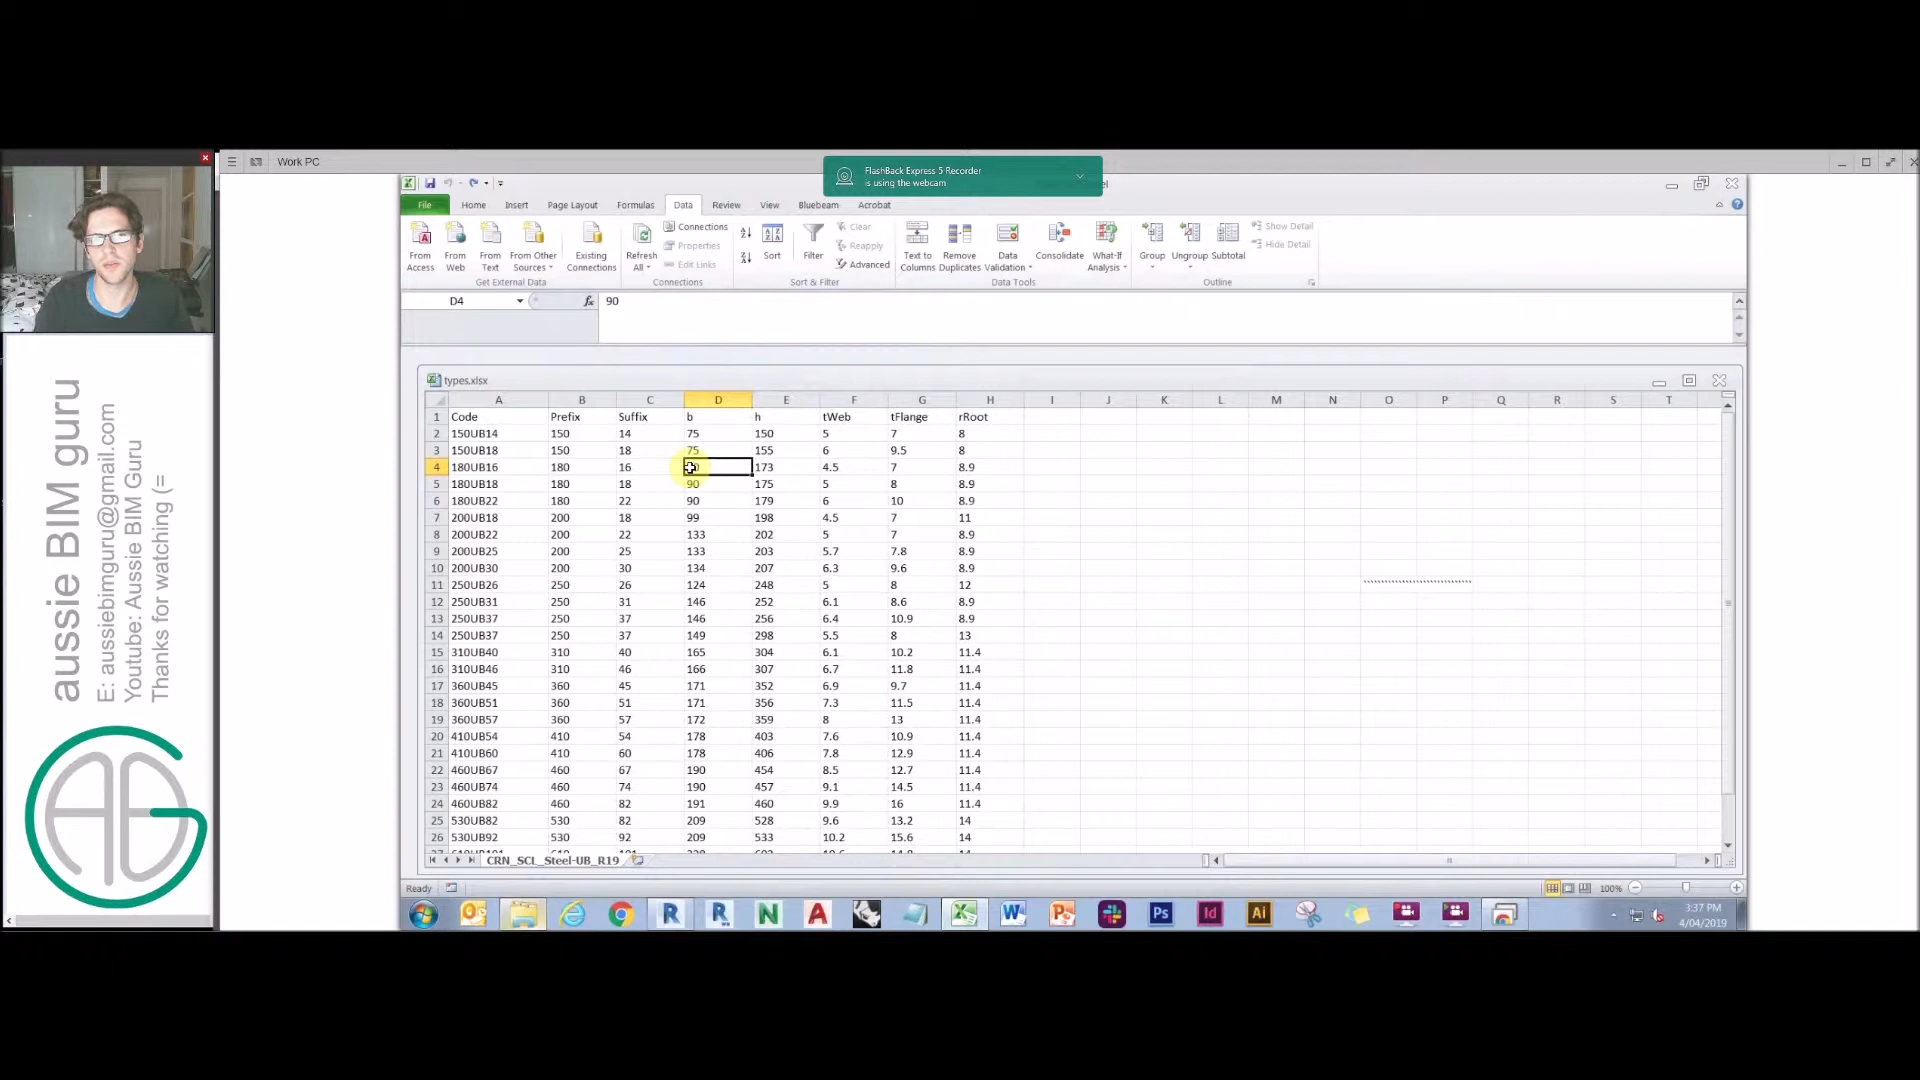 Work PC
FlashBack Express 5 Recorder
is using the webcam
File Home Insert Page Layout Formulas Data Review View Bluebeam Acrobat
From Access
From Web
From Text
From Other Sources
Existing Connections
Get External Data
Refresh All
Connections
Properties
Edit Links
Connections
Sort
Filter
Clear
Reapply
Advanced
Sort & Filter
Text to Columns
Remove Duplicates
Data Validation
Consolidate
What-If Analysis
Data Tools
Group
Ungroup
Subtotal
Show Detail
Hide Detail
Outline
D4 fx 90
types.xlsx
A B C D E F G H I J K L M N O P Q R S T
1 Code Prefix Suffix b h tWeb tFlange rRoot
2 150UB14 150 14 75 150 5 7 8
3 150UB18 150 18 75 155 6 9.5 8
4 180UB16 180 16 173 4.5 7 8.9
5 180UB18 180 18 90 175 5 8 8.9
6 180UB22 180 22 90 179 6 10 8.9
7 200UB18 200 18 99 198 4.5 7 11
8 200UB22 200 22 133 202 5 7 8.9
9 200UB25 200 25 133 203 5.7 7.8 8.9
10 200UB30 200 30 134 207 6.3 9.6 8.9
11 250UB26 250 26 124 248 5 8 12
12 250UB31 250 31 146 252 6.1 8.6 8.9
13 250UB37 250 37 146 256 6.4 10.9 8.9
14 250UB37 250 37 149 298 5.5 8 13
15 310UB40 310 40 165 304 6.1 10.2 11.4
16 310UB46 310 46 166 307 6.7 11.8 11.4
17 360UB45 360 45 171 352 6.9 9.7 11.4
18 360UB51 360 51 171 356 7.3 11.5 11.4
19 360UB57 360 57 172 359 8 13 11.4
20 410UB54 410 54 178 403 7.6 10.9 11.4
21 410UB60 410 60 178 406 7.8 12.9 11.4
22 460UB67 460 67 190 454 8.5 12.7 11.4
23 460UB74 460 74 190 457 9.1 14.5 11.4
24 460UB82 460 82 191 460 9.9 16 11.4
25 530UB82 530 82 209 528 9.6 13.2 14
26 530UB92 530 92 209 533 10.2 15.6 14
CRN_SCL_Steel-UB_R19
Ready
100%
3:37 PM
4/04/2019
aussie BIM guru
E: aussiebimguru@gmail.com
Youtube: Aussie BIM Guru
Thanks for watching (=